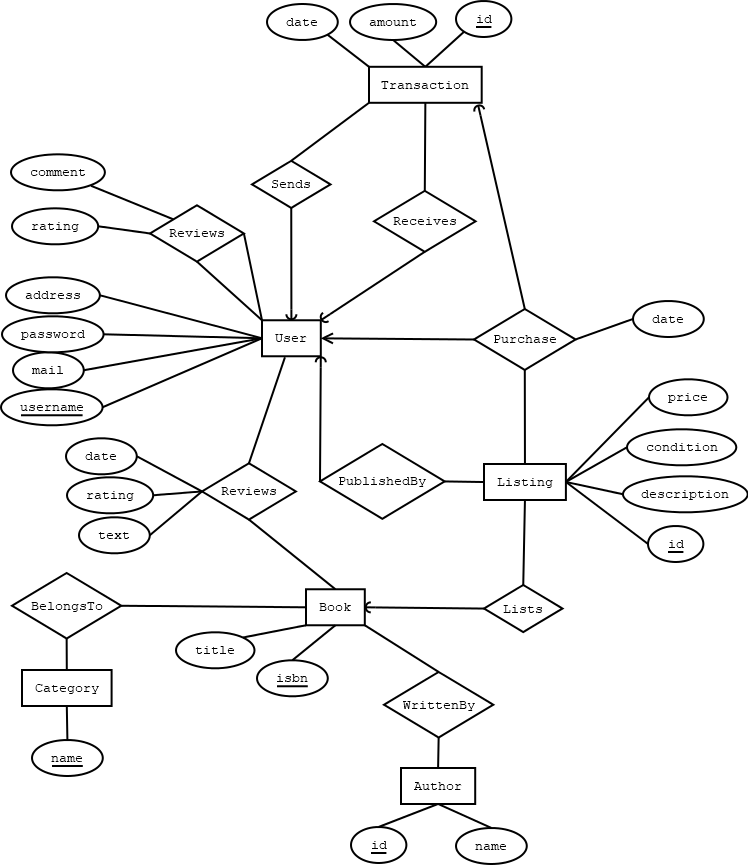 date
amount
id
Transaction
comment
Sends
rating
Reviews
Receives
address
date
password
User
Purchase
mail
username
price
date
condition
rating
Reviews
PublishedBy
Listing
description
text
id
BelongsTo
Book
Lists
title
isbn
Category
WrittenBy
name
Author
id
name